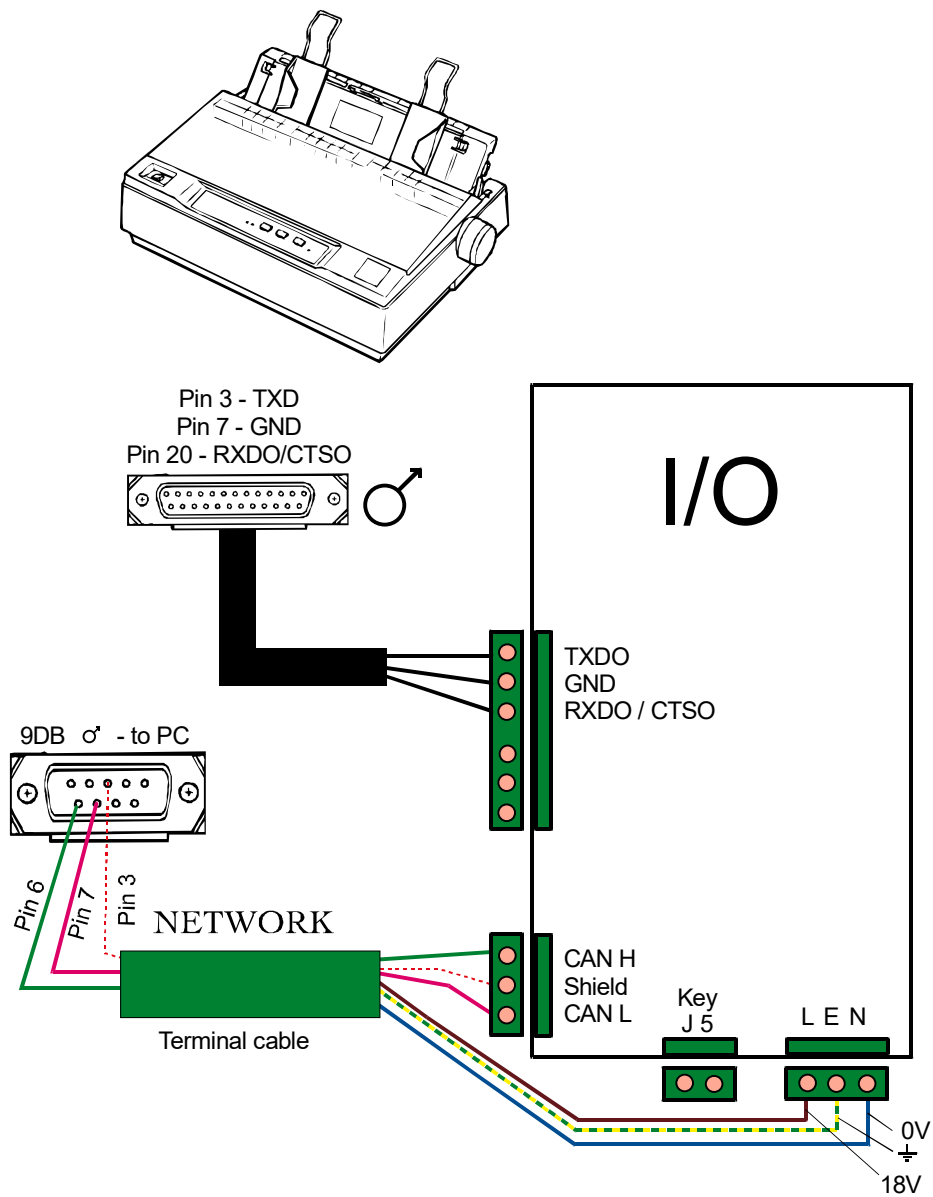 Pin 3 - TXD
Pin 7 - GND
Pin 20 - RXDO/CTSO
I/O
TXDO
GND
RXDO / CTSO
9DB ♂ - to PC
Pin 6
Pin 7
Pin 3
NETWORK
Terminal cable
CAN H
Shield
CAN L
Key
J 5
L E N
0V
18V